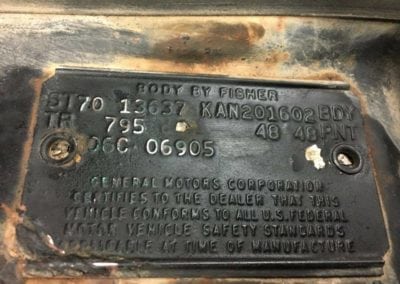 BODY BY FISHER
ST70 13637 KAN201602 BDY
TR 795 48 48 PNT
06C 06905
GENERAL MOTORS CORPORATION
CERTIFIES TO THE DEALER THAT THIS
VEHICLE CONFORMS TO ALL U.S. FEDERAL
MOTOR VEHICLE SAFETY STANDARDS
APPLICABLE AT TIME OF MANUFACTURE